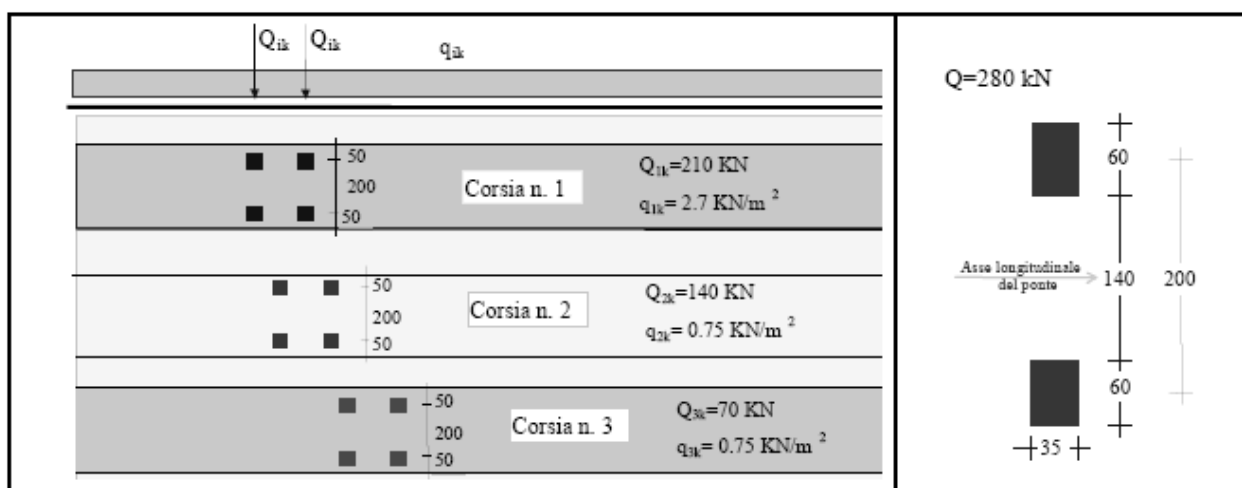 Qik Qik qik
50
200
50
Corsia n. 1
Q1k=210 KN
q1k= 2.7 KN/m 2
50
200
50
Corsia n. 2
Q2k=140 KN
q2k= 0.75 KN/m 2
50
200
50
Corsia n. 3
Q3k=70 KN
q3k= 0.75 KN/m 2
Q=280 kN
60
Asse longitudinale
del ponte
140
200
60
35